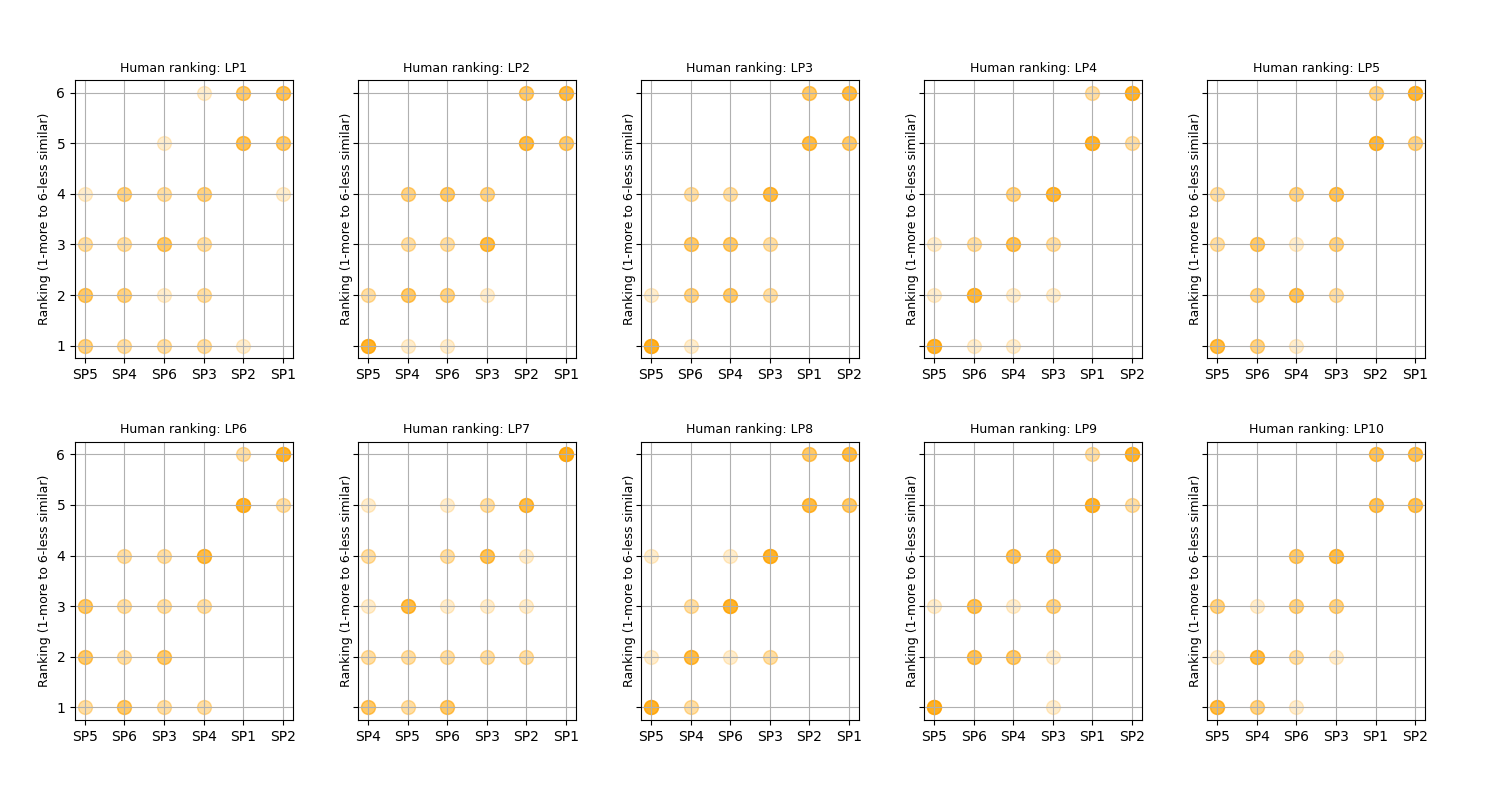 Human ranking: LP1
Ranking (1-more to 6-less similar)
6
5
4
3
2
1
SP5 SP4 SP6 SP3 SP2 SP1
Human ranking: LP2
Ranking (1-more to 6-less similar)
SP5 SP4 SP6 SP3 SP2 SP1
Human ranking: LP3
Ranking (1-more to 6-less similar)
SP5 SP6 SP4 SP3 SP1 SP2
Human ranking: LP4
Ranking (1-more to 6-less similar)
SP5 SP6 SP4 SP3 SP1 SP2
Human ranking: LP5
Ranking (1-more to 6-less similar)
SP5 SP6 SP4 SP3 SP2 SP1
Human ranking: LP6
Ranking (1-more to 6-less similar)
6
5
4
3
2
1
SP5 SP6 SP3 SP4 SP1 SP2
Human ranking: LP7
Ranking (1-more to 6-less similar)
SP4 SP5 SP6 SP3 SP2 SP1
Human ranking: LP8
Ranking (1-more to 6-less similar)
SP5 SP4 SP6 SP3 SP2 SP1
Human ranking: LP9
Ranking (1-more to 6-less similar)
SP5 SP6 SP4 SP3 SP1 SP2
Human ranking: LP10
Ranking (1-more to 6-less similar)
SP5 SP4 SP6 SP3 SP1 SP2